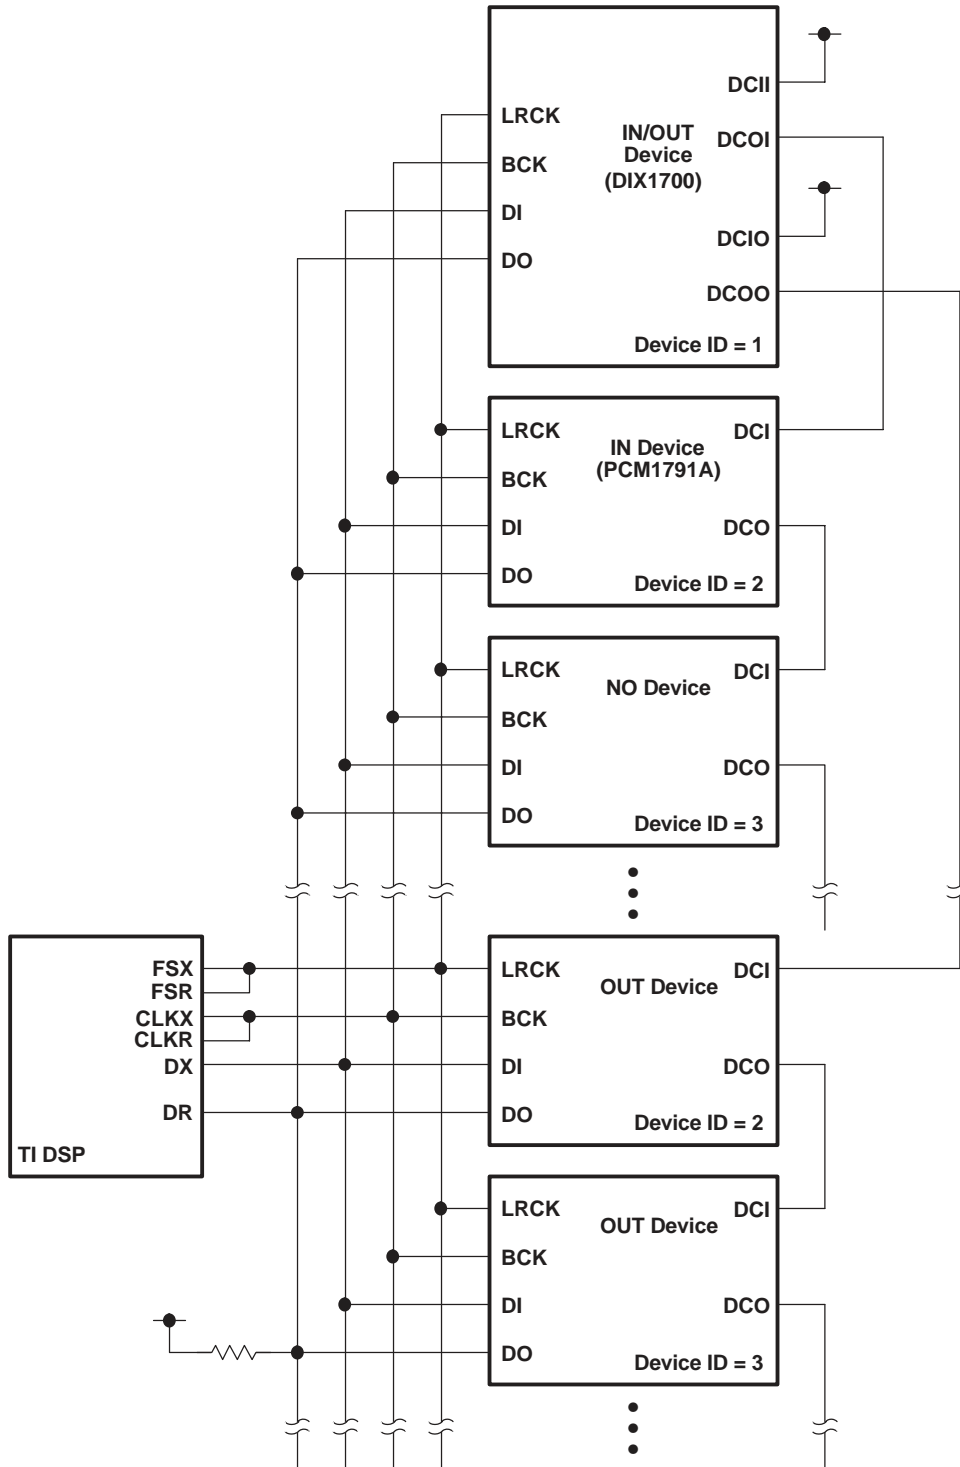 LRCK
BCK
DI
DO
IN/OUT
Device
(DIX1700)
DCII
DCOI
DCIO
DCOO
Device ID = 1
LRCK
BCK
DI
DO
IN Device
(PCM1791A)
DCI
DCO
Device ID = 2
LRCK
BCK
DI
DO
NO Device
DCI
DCO
Device ID = 3
FSX
FSR
CLKX
CLKR
DX
DR
TI DSP
LRCK
BCK
DI
DO
OUT Device
DCI
DCO
Device ID = 2
LRCK
BCK
DI
DO
OUT Device
DCI
DCO
Device ID = 3